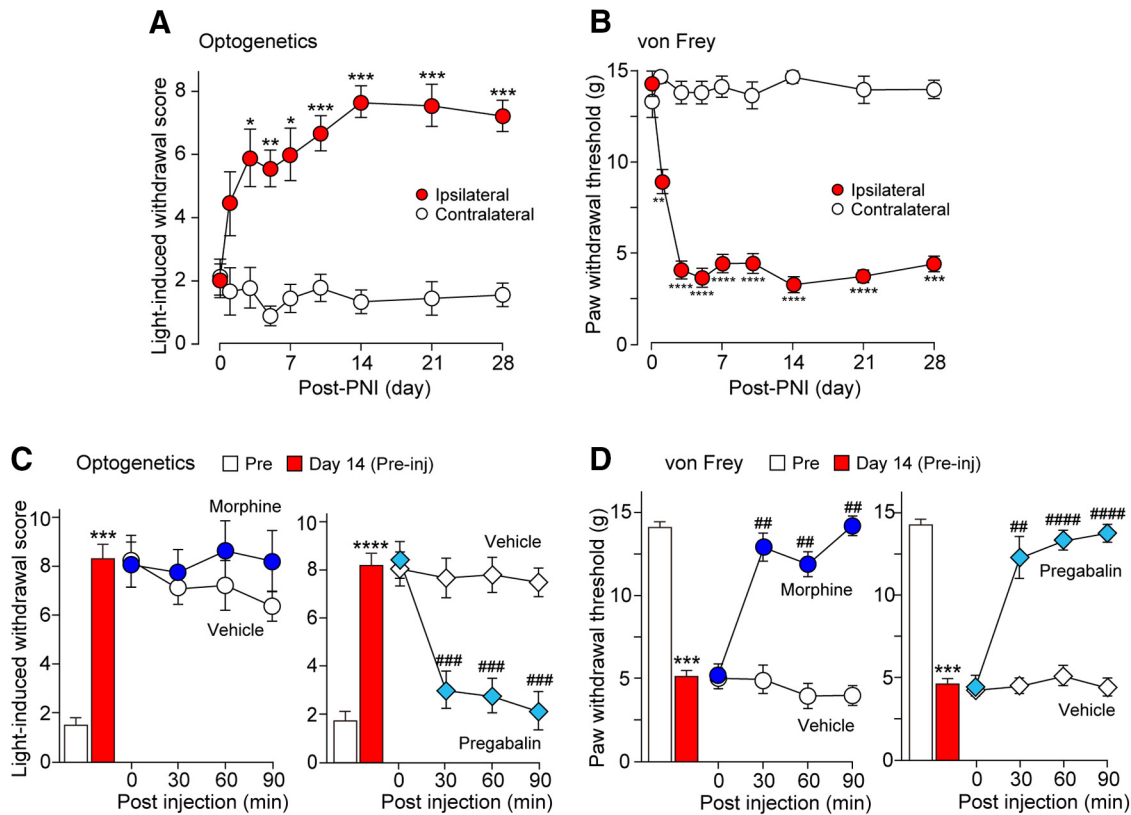 A
Optogenetics
Light-induced withdrawal score
8
6
4
2
0
***
***
***
***
*
**
*
Ipsilateral
Contralateral
0 7 14 21 28
Post-PNI (day)
B
von Frey
Paw withdrawal threshold (g)
15
10
5
0
Ipsilateral
Contralateral
**
****
****
****
****
****
****
***
0 7 14 21 28
Post-PNI (day)
C
Optogenetics Pre Day 14 (Pre-inj)
Light-induced withdrawal score
10
8
6
4
2
0
***
Morphine
Vehicle
0 30 60 90
Post injection (min)
10
8
6
4
2
0
****
Vehicle
###
###
###
Pregabalin
0 30 60 90
Post injection (min)
D
von Frey Pre Day 14 (Pre-inj)
Paw withdrawal threshold (g)
15
10
5
0
***
##
##
##
Morphine
Vehicle
0 30 60 90
Post injection (min)
15
10
5
0
***
##
####
####
Pregabalin
Vehicle
0 30 60 90
Post injection (min)